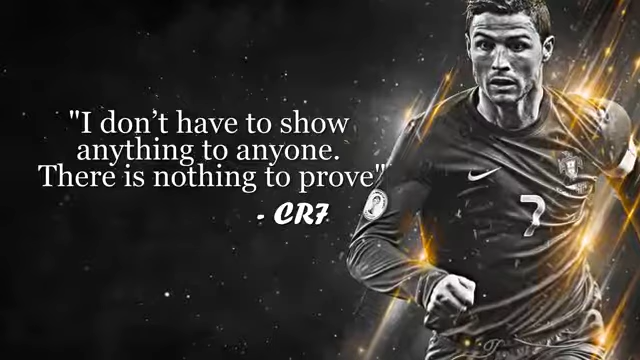 "I don’t have to show
anything to anyone.
There is nothing to prove"
- CR7
7